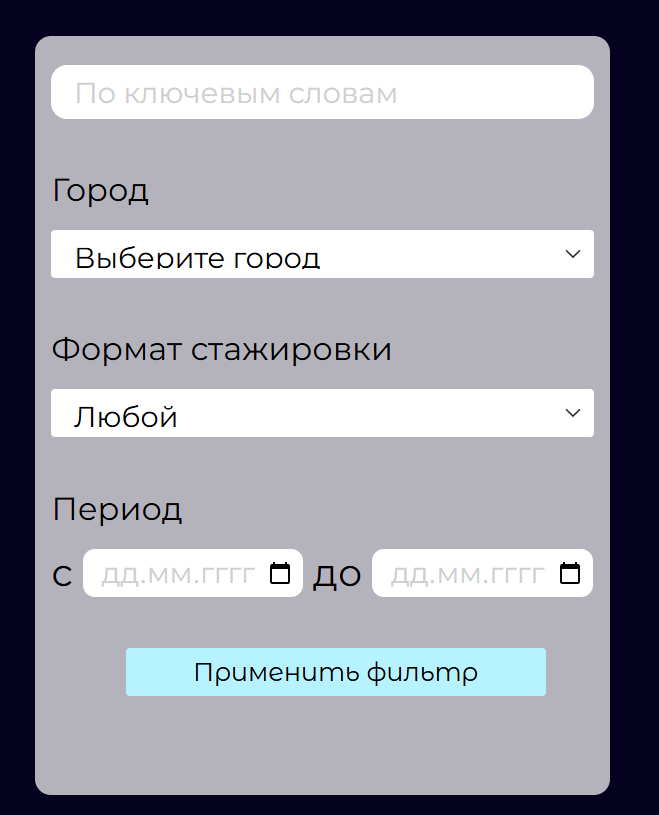 По ключевым словам
Город
Выберите город
Формат стажировки
Любой
Период
с дд.мм.гггг до дд.мм.гггг
Применить фильтр